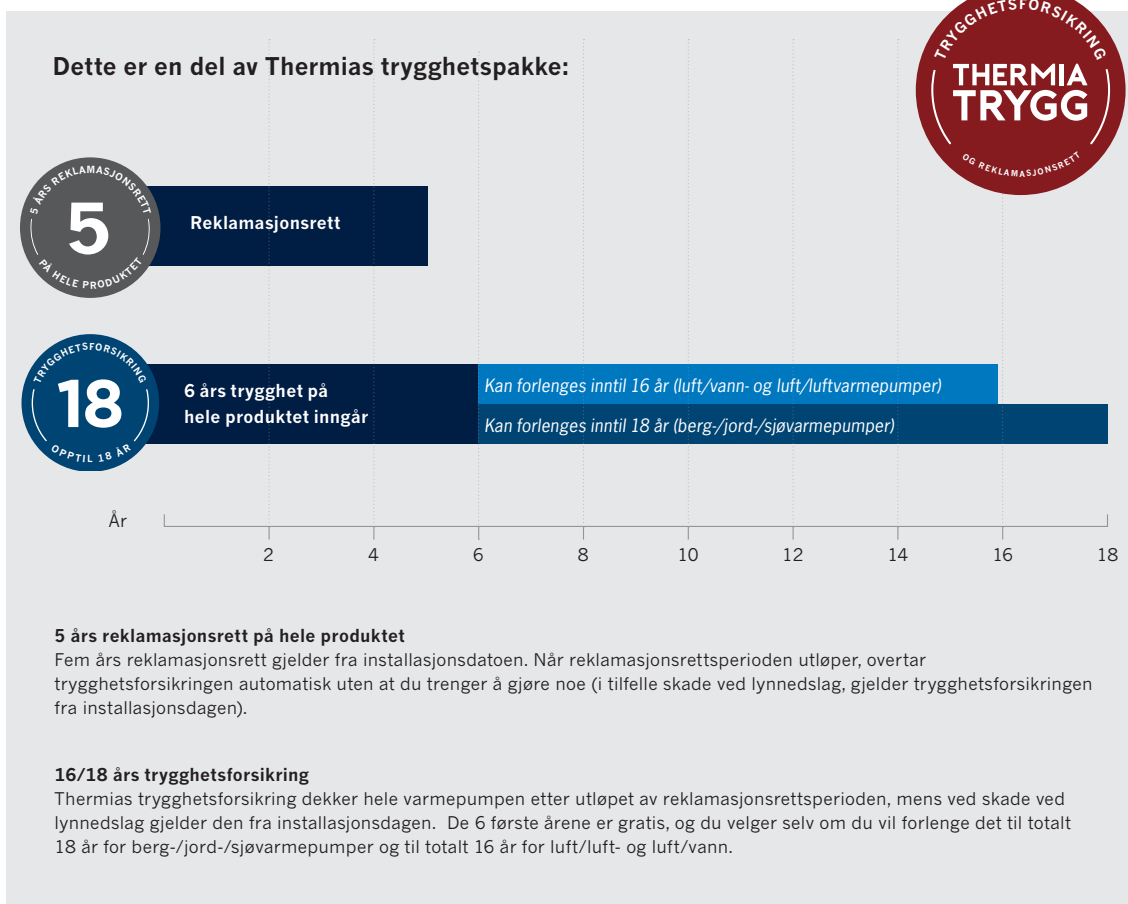 TRYGGHETSFORSIKRING
THERMIA
TRYGG
OG REKLAMASJONSRETT
Dette er en del av Thermias trygghetspakke:
5 ÅRS REKLAMASJONSRETT
5
PÅ HELE PRODUKTET
Reklamasjonsrett
TRYGGHETSFORSIKRING
18
OPPTIL 18 ÅR
6 års trygghet på
hele produktet inngår
Kan forlenges inntil 16 år (luft/vann- og luft/luftvarmepumper)
Kan forlenges inntil 18 år (berg-/jord-/sjøvarmepumper)
År
2 4 6 8 10 12 14 16 18
5 års reklamasjonsrett på hele produktet
Fem års reklamasjonsrett gjelder fra installasjonsdatoen. Når reklamasjonsrettsperioden utløper, overtar
trygghetsforsikringen automatisk uten at du trenger å gjøre noe (i tilfelle skade ved lynnedslag, gjelder trygghetsforsikringen
fra installasjonsdagen).
16/18 års trygghetsforsikring
Thermias trygghetsforsikring dekker hele varmepumpen etter utløpet av reklamasjonsrettsperioden, mens ved skade ved
lynnedslag gjelder den fra installasjonsdagen.  De 6 første årene er gratis, og du velger selv om du vil forlenge det til totalt
18 år for berg-/jord-/sjøvarmepumper og til totalt 16 år for luft/luft- og luft/vann.